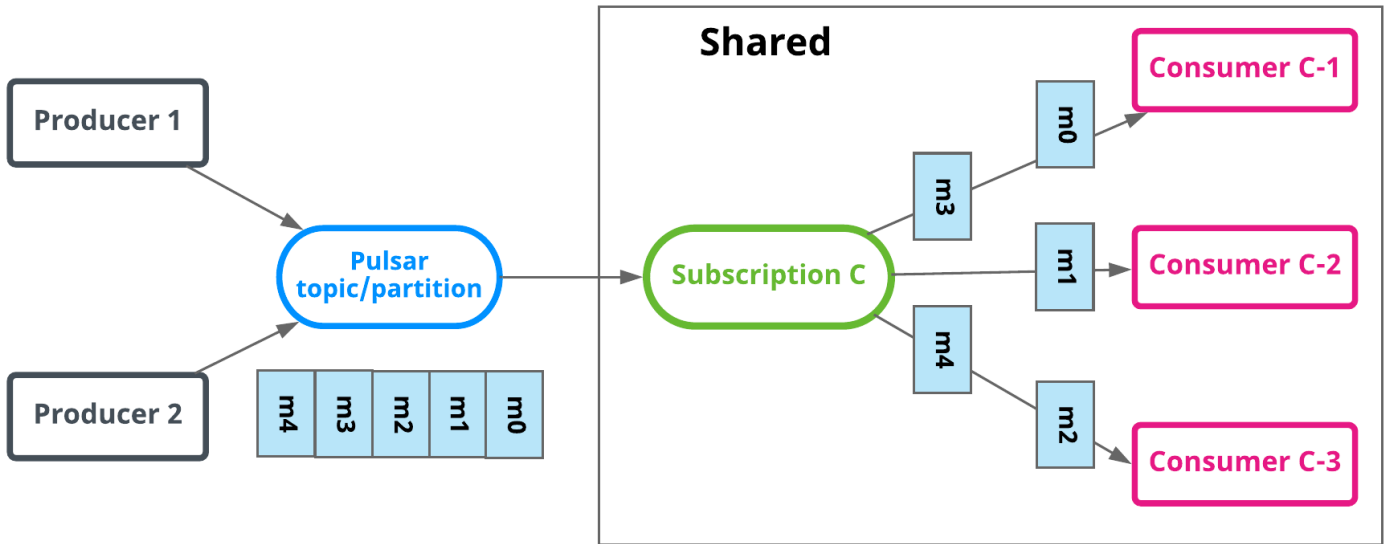 Shared
Producer 1
Pulsar
topic/partition
Producer 2
m4
m3
m2
m1
m0
Subscription C
m3
m0
m1
m4
m2
Consumer C-1
Consumer C-2
Consumer C-3